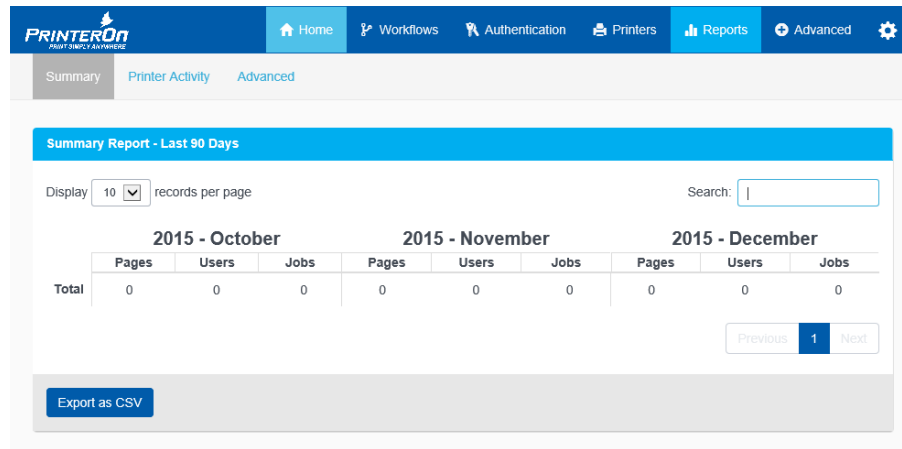 PRINTERON
PRINT SIMPLY ANYWHERE
Home Workflows Authentication Printers Reports Advanced
Summary Printer Activity Advanced
Summary Report - Last 90 Days
Display 10 records per page Search:
2015 - October 2015 - November 2015 - December
Pages Users Jobs Pages Users Jobs Pages Users Jobs
Total 0 0 0 0 0 0 0 0 0
Previous 1 Next
Export as CSV